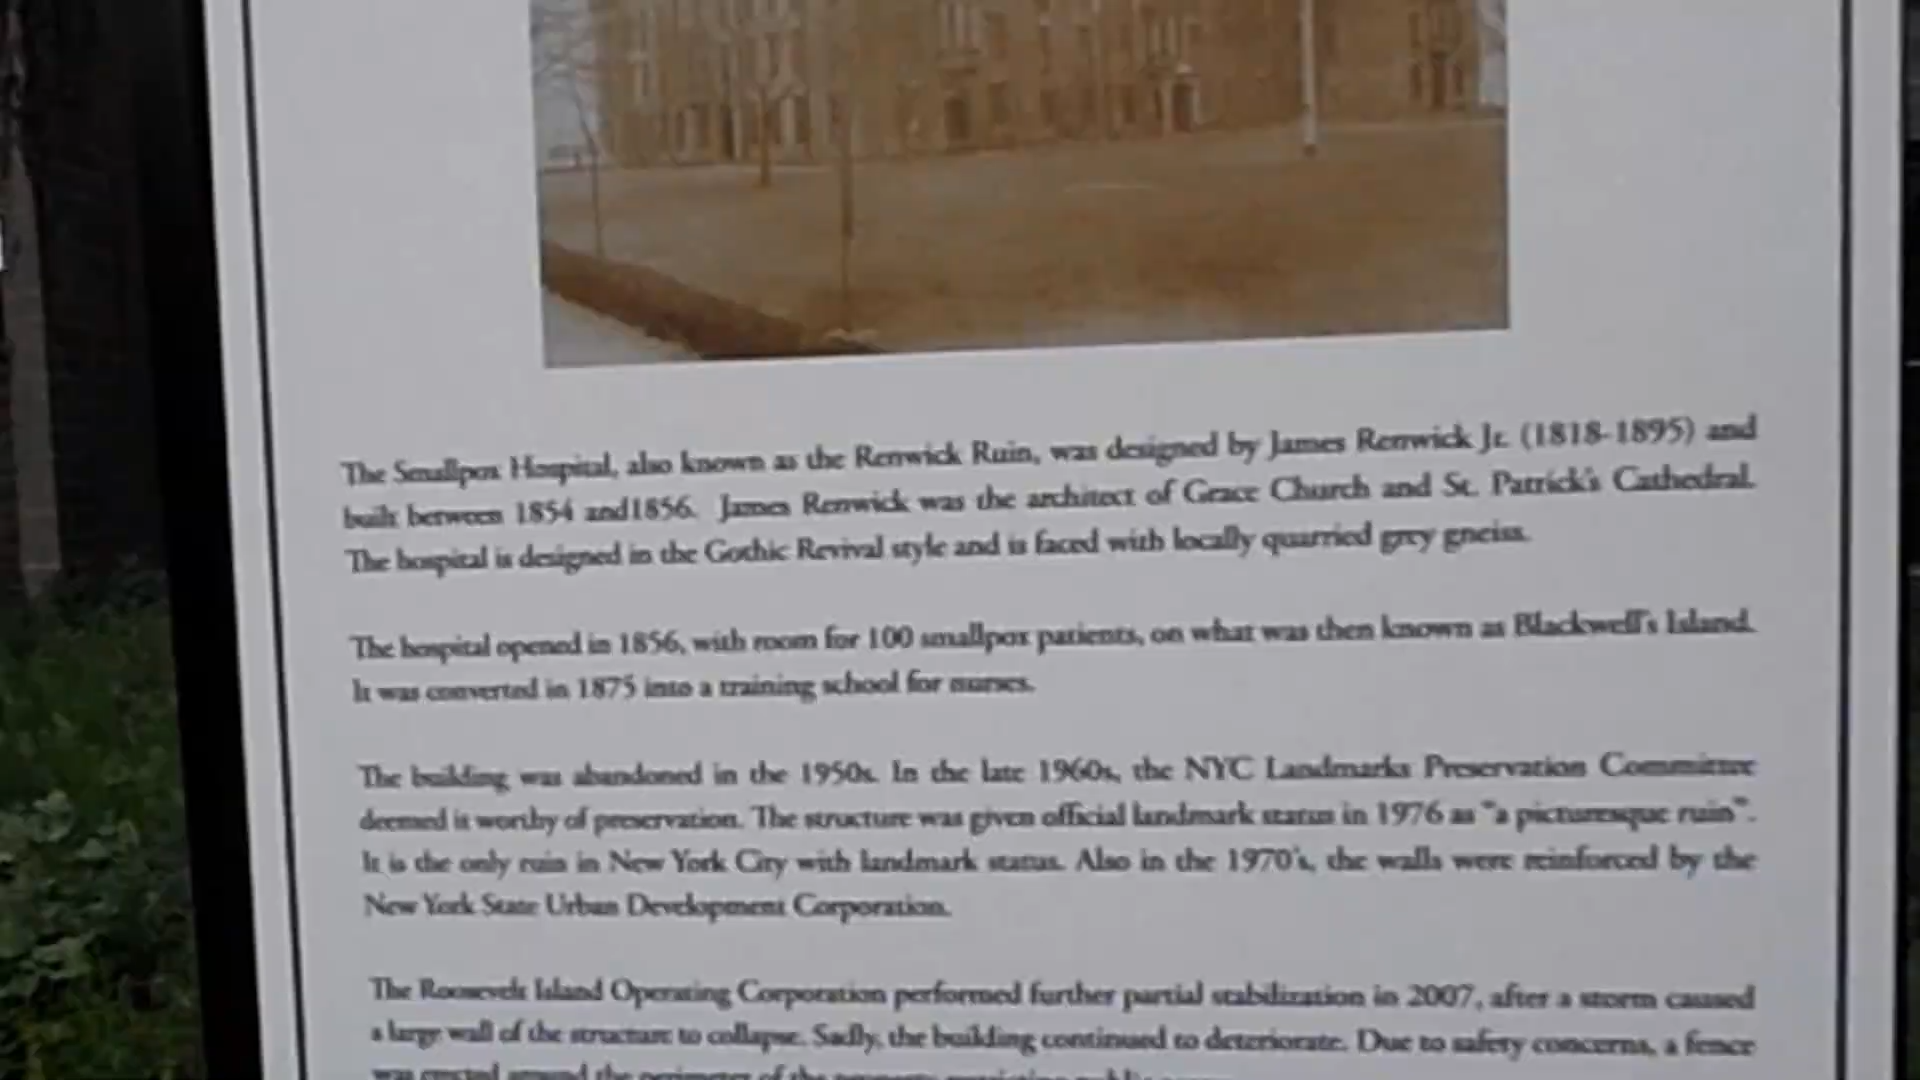 The Smallpox Hospital, also known as the Renwick Ruin, was designed by James Renwick Jr. (1818-1895) and
built between 1854 and1856. James Renwick was the architect of Grace Church and St. Patrick's Cathedral.
The hospital is designed in the Gothic Revival style and is faced with locally quarried grey gneiss.
The hospital opened in 1856, with room for 100 smallpox patients, on what was then known as Blackwell's Island.
It was converted in 1875 into a training school for nurses.
The building was abandoned in the 1950s. In the late 1960s, the NYC Landmarks Preservation Committee
deemed it worthy of preservation. The structure was given official landmark status in 1976 as "a picturesque ruin".
It is the only ruin in New York City with landmark status. Also in the 1970's, the walls were reinforced by the
New York State Urban Development Corporation.
The Roosevelt Island Operating Corporation performed further partial stabilization in 2007, after a storm caused
a large wall of the structure to collapse. Sadly, the building continued to deteriorate. Due to safety concerns, a fence
was erected around the perimeter of the property